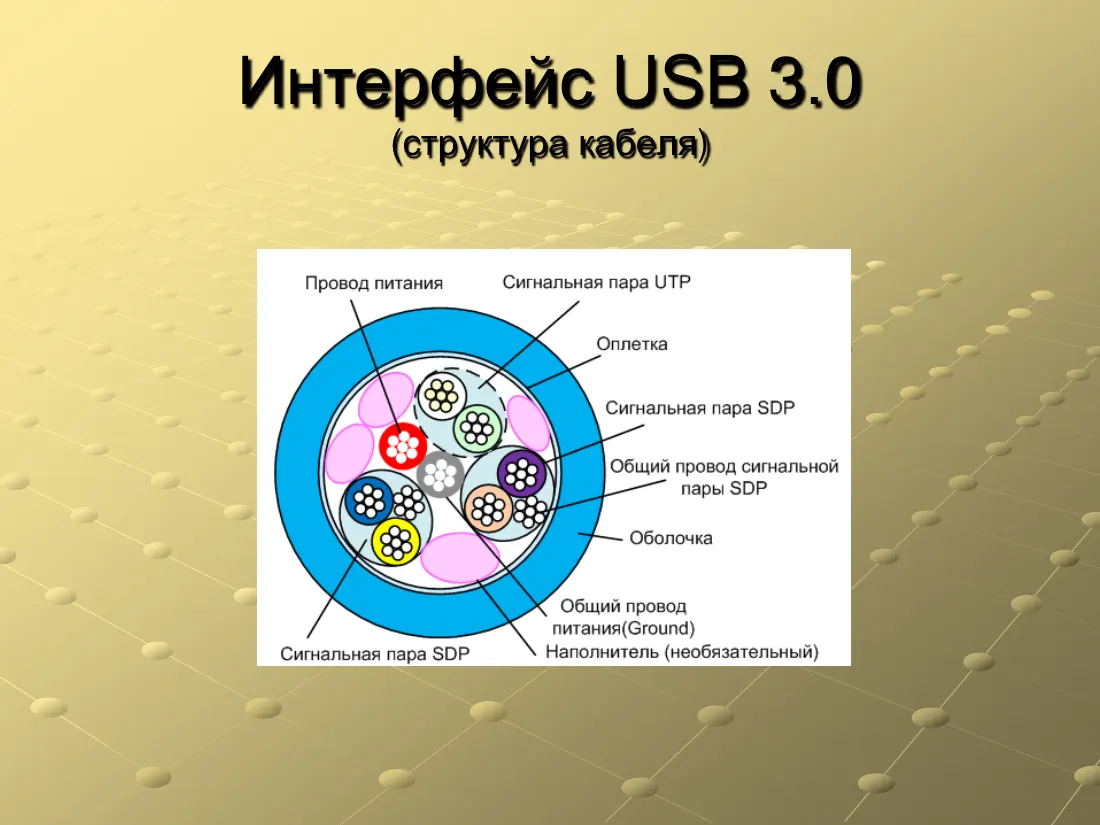 Интерфейс USB 3.0
(структура кабеля)
Провод питания
Сигнальная пара UTP
Оплетка
Сигнальная пара SDP
Общий провод сигнальной
пары SDP
Оболочка
Общий провод
питания(Ground)
Наполнитель (необязательный)
Сигнальная пара SDP